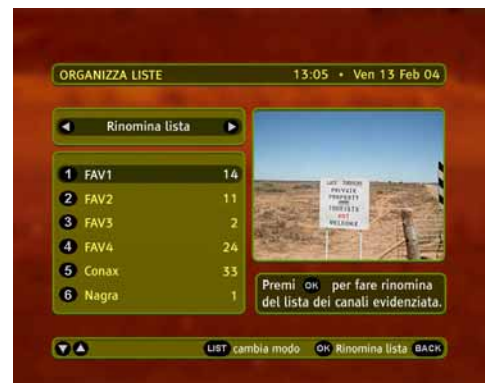 ORGANIZZA LISTE 13:05 • Ven 13 Feb 04
Rinomina lista
1 FAV1 14
2 FAV2 11
3 FAV3 2
4 FAV4 24
5 Conax 33
6 Nagra 1
PRIVATE
PROPERTY
TOURISTS
NOT
WELCOME
Premi OK per fare rinomina
del lista dei canali evidenziata.
LIST cambia modo OK Rinomina lista BACK